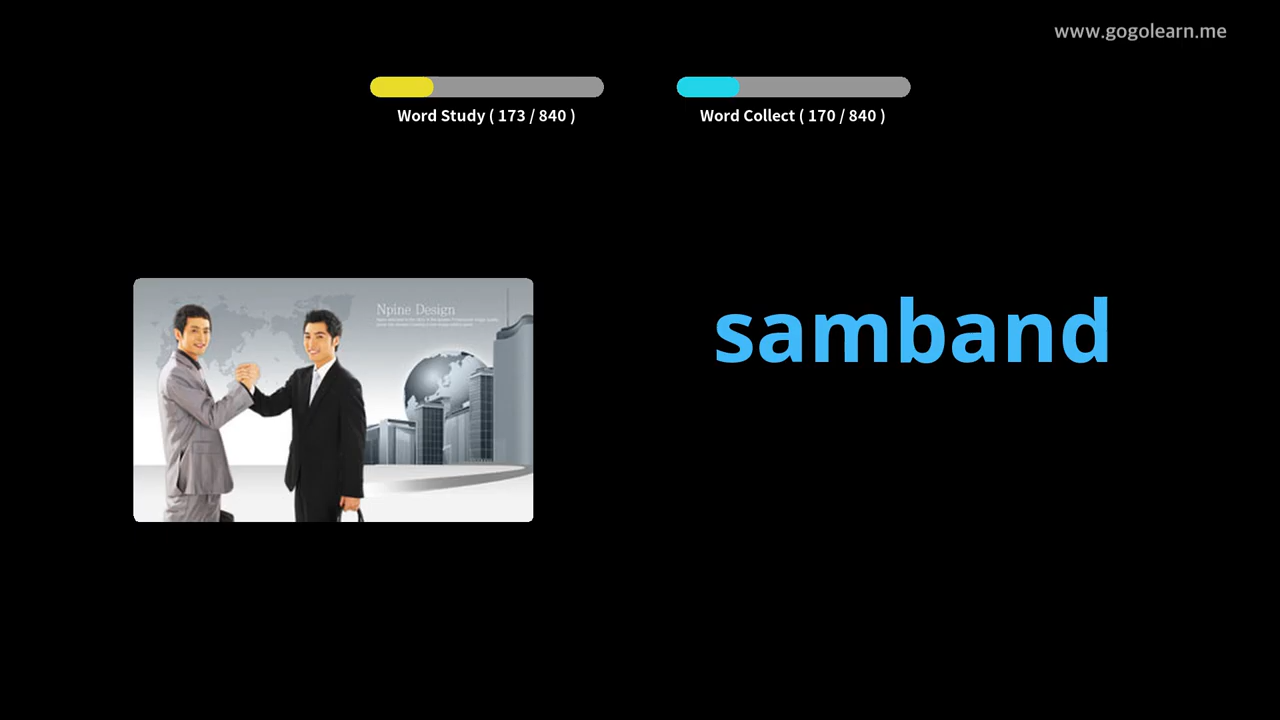 www.gogolearn.me
Word Study ( 173 / 840 )
Word Collect ( 170 / 840 )
Npine Design
samband